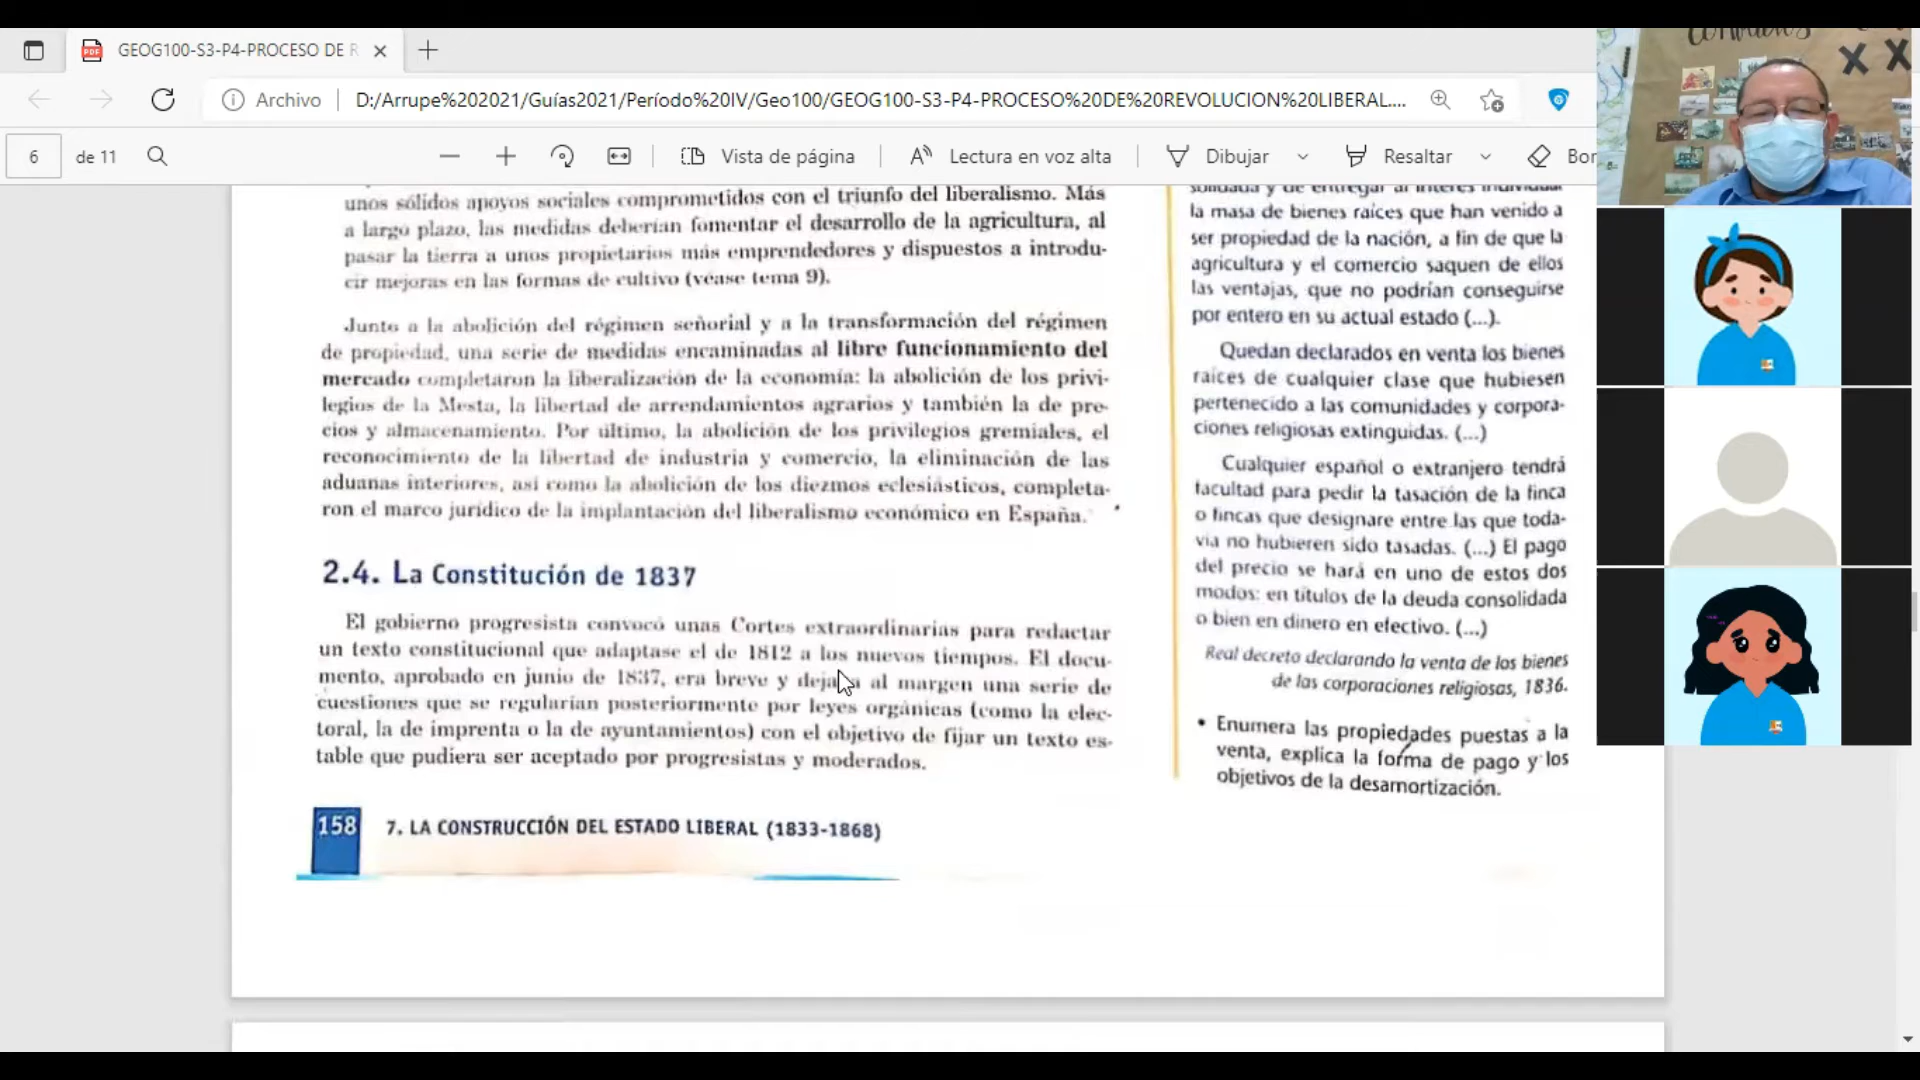 GEOG100-S3-P4-PROCESO DE R
Archivo
D:/Arrupe%202021/Guías2021/Período%20IV/Geo100/GEOG100-S3-P4-PROCESO%20DE%20REVOLUCION%20LIBERAL....
6 de 11
Vista de página
Lectura en voz alta
Dibujar
Resaltar
Bor
unos sólidos apoyos sociales comprometidos con el triunfo del liberalismo. Más
a largo plazo, las medidas deberían fomentar el desarrollo de la agricultura, al
pasar la tierra a unos propietarios más emprendedores y dispuestos a introdu-
cir mejoras en las formas de cultivo (véase tema 9).
Junto a la abolición del régimen señorial y a la transformación del régimen
de propiedad, una serie de medidas encaminadas al libre funcionamiento del
mercado completaron la liberalización de la economía: la abolición de los privi-
legios de la Mesta, la libertad de arrendamientos agrarios y también la de pre-
cios y almacenamiento. Por último, la abolición de los privilegios gremiales, el
reconocimiento de la libertad de industria y comercio, la eliminación de las
aduanas interiores, así como la abolición de los diezmos eclesiásticos, completa-
ron el marco jurídico de la implantación del liberalismo económico en España.
2.4. La Constitución de 1837
El gobierno progresista convocó unas Cortes extraordinarias para redactar
un texto constitucional que adaptase el de 1812 a los nuevos tiempos. El docu-
mento, aprobado en junio de 1837, era breve y dejaba al margen una serie de
cuestiones que se regularían posteriormente por leyes orgánicas (como la elec-
toral, la de imprenta o la de ayuntamientos) con el objetivo de fijar un texto es-
table que pudiera ser aceptado por progresistas y moderados.
158 7. LA CONSTRUCCIÓN DEL ESTADO LIBERAL (1833-1868)
solidada y de entregar al interés individual
la masa de bienes raíces que han venido a
ser propiedad de la nación, a fin de que la
agricultura y el comercio saquen de ellos
las ventajas, que no podrían conseguirse
por entero en su actual estado (...).
Quedan declarados en venta los bienes
raíces de cualquier clase que hubiesen
pertenecido a las comunidades y corpora-
ciones religiosas extinguidas. (...)
Cualquier español o extranjero tendrá
facultad para pedir la tasación de la finca
o fincas que designare entre las que toda-
vía no hubieren sido tasadas. (...) El pago
del precio se hará en uno de estos dos
modos: en títulos de la deuda consolidada
o bien en dinero en efectivo. (...)
Real decreto declarando la venta de los bienes
de las corporaciones religiosas, 1836.
• Enumera las propiedades puestas a la
venta, explica la forma de pago y los
objetivos de la desamortización.